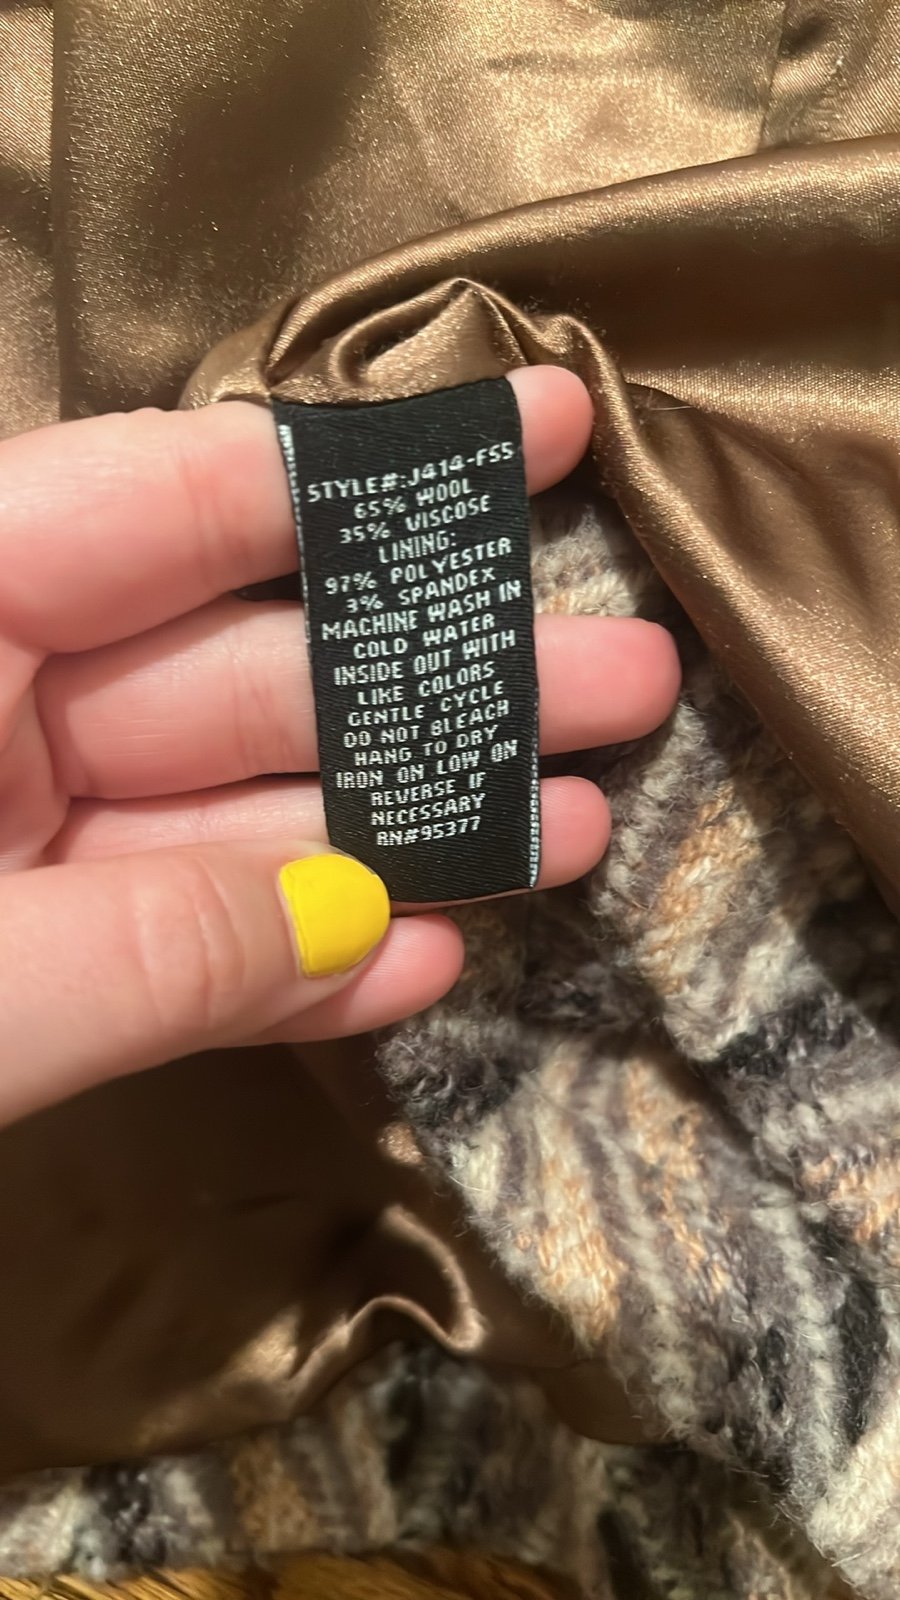 STYLE#:J414-FS5
65% WOOL
35% VISCOSE
LINING:
97% POLYESTER
3% SPANDEX
MACHINE WASH IN
COLD WATER
INSIDE OUT WITH
LIKE COLORS
GENTLE CYCLE
DO NOT BLEACH
HANG TO DRY
IRON ON LOW ON
REVERSE IF
NECESSARY
RN#95377